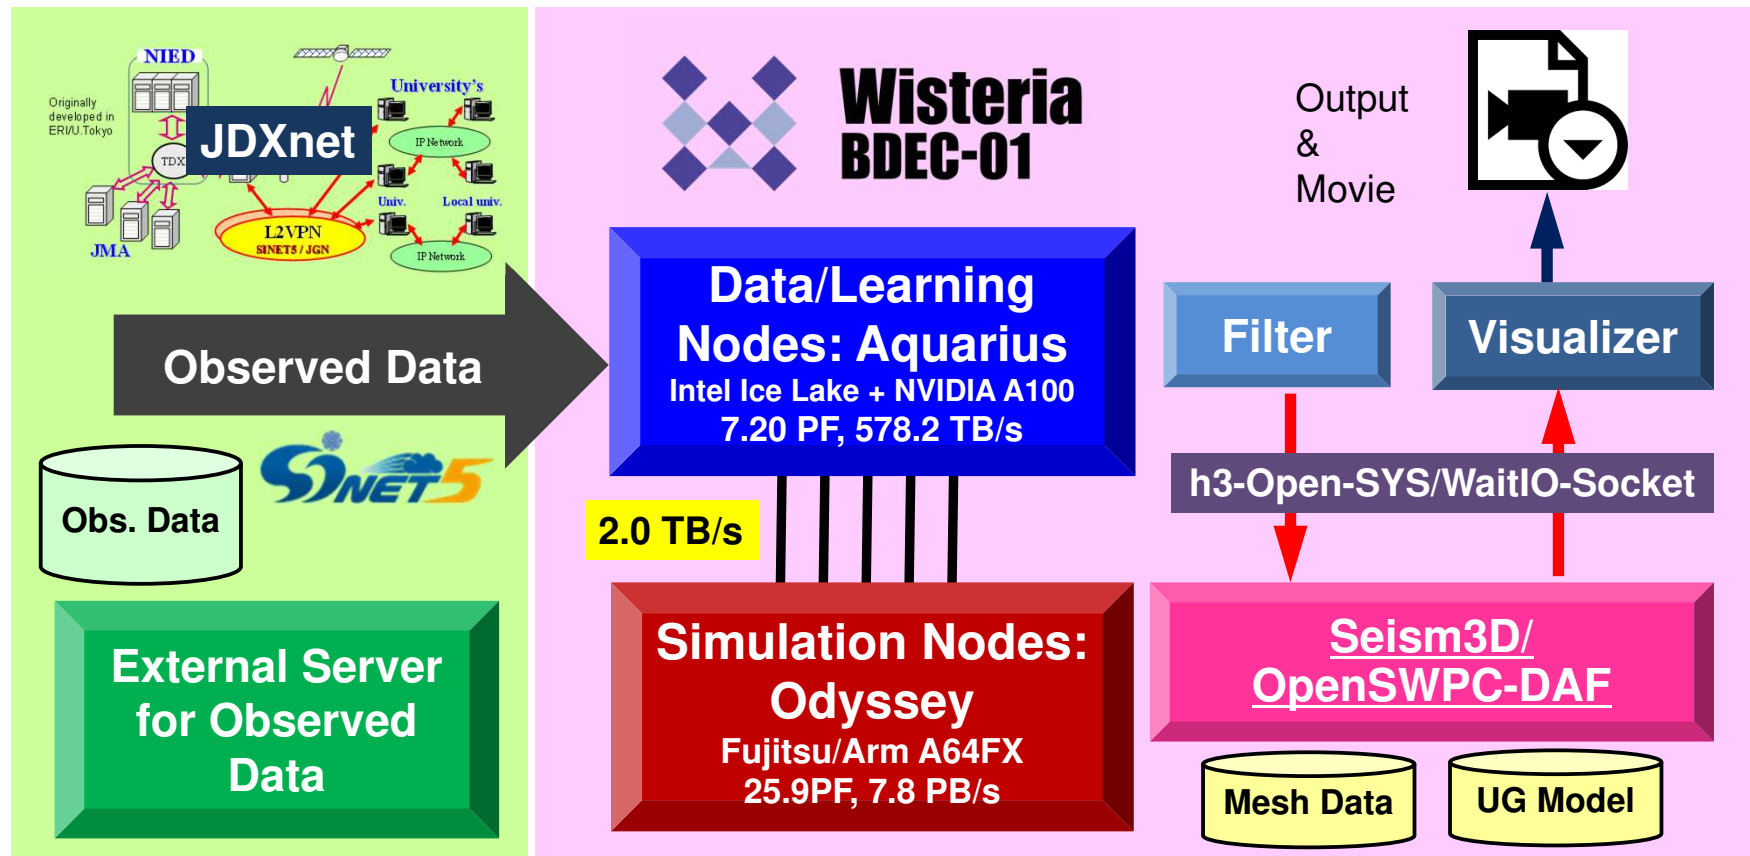 NIED
Originally
developed in
ERI/U.Tokyo
JDXnet
TDX
University's
IP Network
Univ.
Local univ.
L2VPN
SINET5 / JGN
JMA
IP Network
Observed Data
SINET5
Obs. Data
External Server
for Observed
Data
Wisteria
BDEC-01
Data/Learning
Nodes: Aquarius
Intel Ice Lake + NVIDIA A100
7.20 PF, 578.2 TB/s
2.0 TB/s
Simulation Nodes:
Odyssey
Fujitsu/Arm A64FX
25.9PF, 7.8 PB/s
Output
&
Movie
Filter
Visualizer
h3-Open-SYS/WaitIO-Socket
Seism3D/
OpenSWPC-DAF
Mesh Data
UG Model